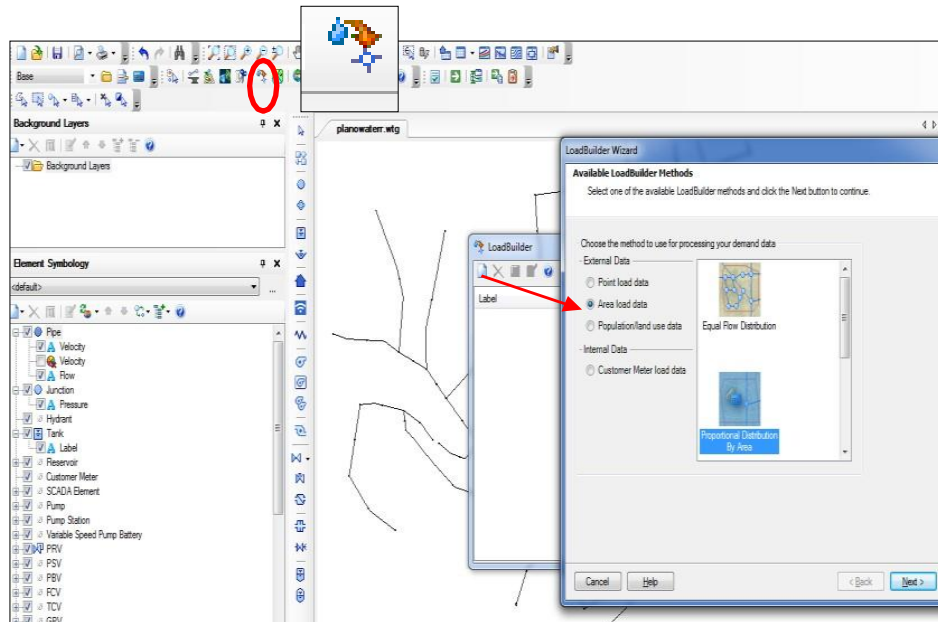 Base
Background Layers
Background Layers
Element Symbology
<default>
...
Pipe
Velocity
Velocity
Flow
Junction
Pressure
Hydrant
Tank
Label
Reservoir
Customer Meter
SCADA Element
Pump
Pump Station
Variable Speed Pump Battery
PRV
PSV
PBV
FCV
TCV
GPV
planowaterr.wtg
LoadBuilder
Label
LoadBuilder Wizard
Available LoadBuilder Methods
Select one of the available LoadBuilder methods and click the Next button to continue.
Choose the method to use for processing your demand data
External Data
Point load data
Area load data
Population/land use data
Internal Data
Customer Meter load data
Equal Flow Distribution
Proportional Distribution
By Area
Cancel
Help
< Back
Next >